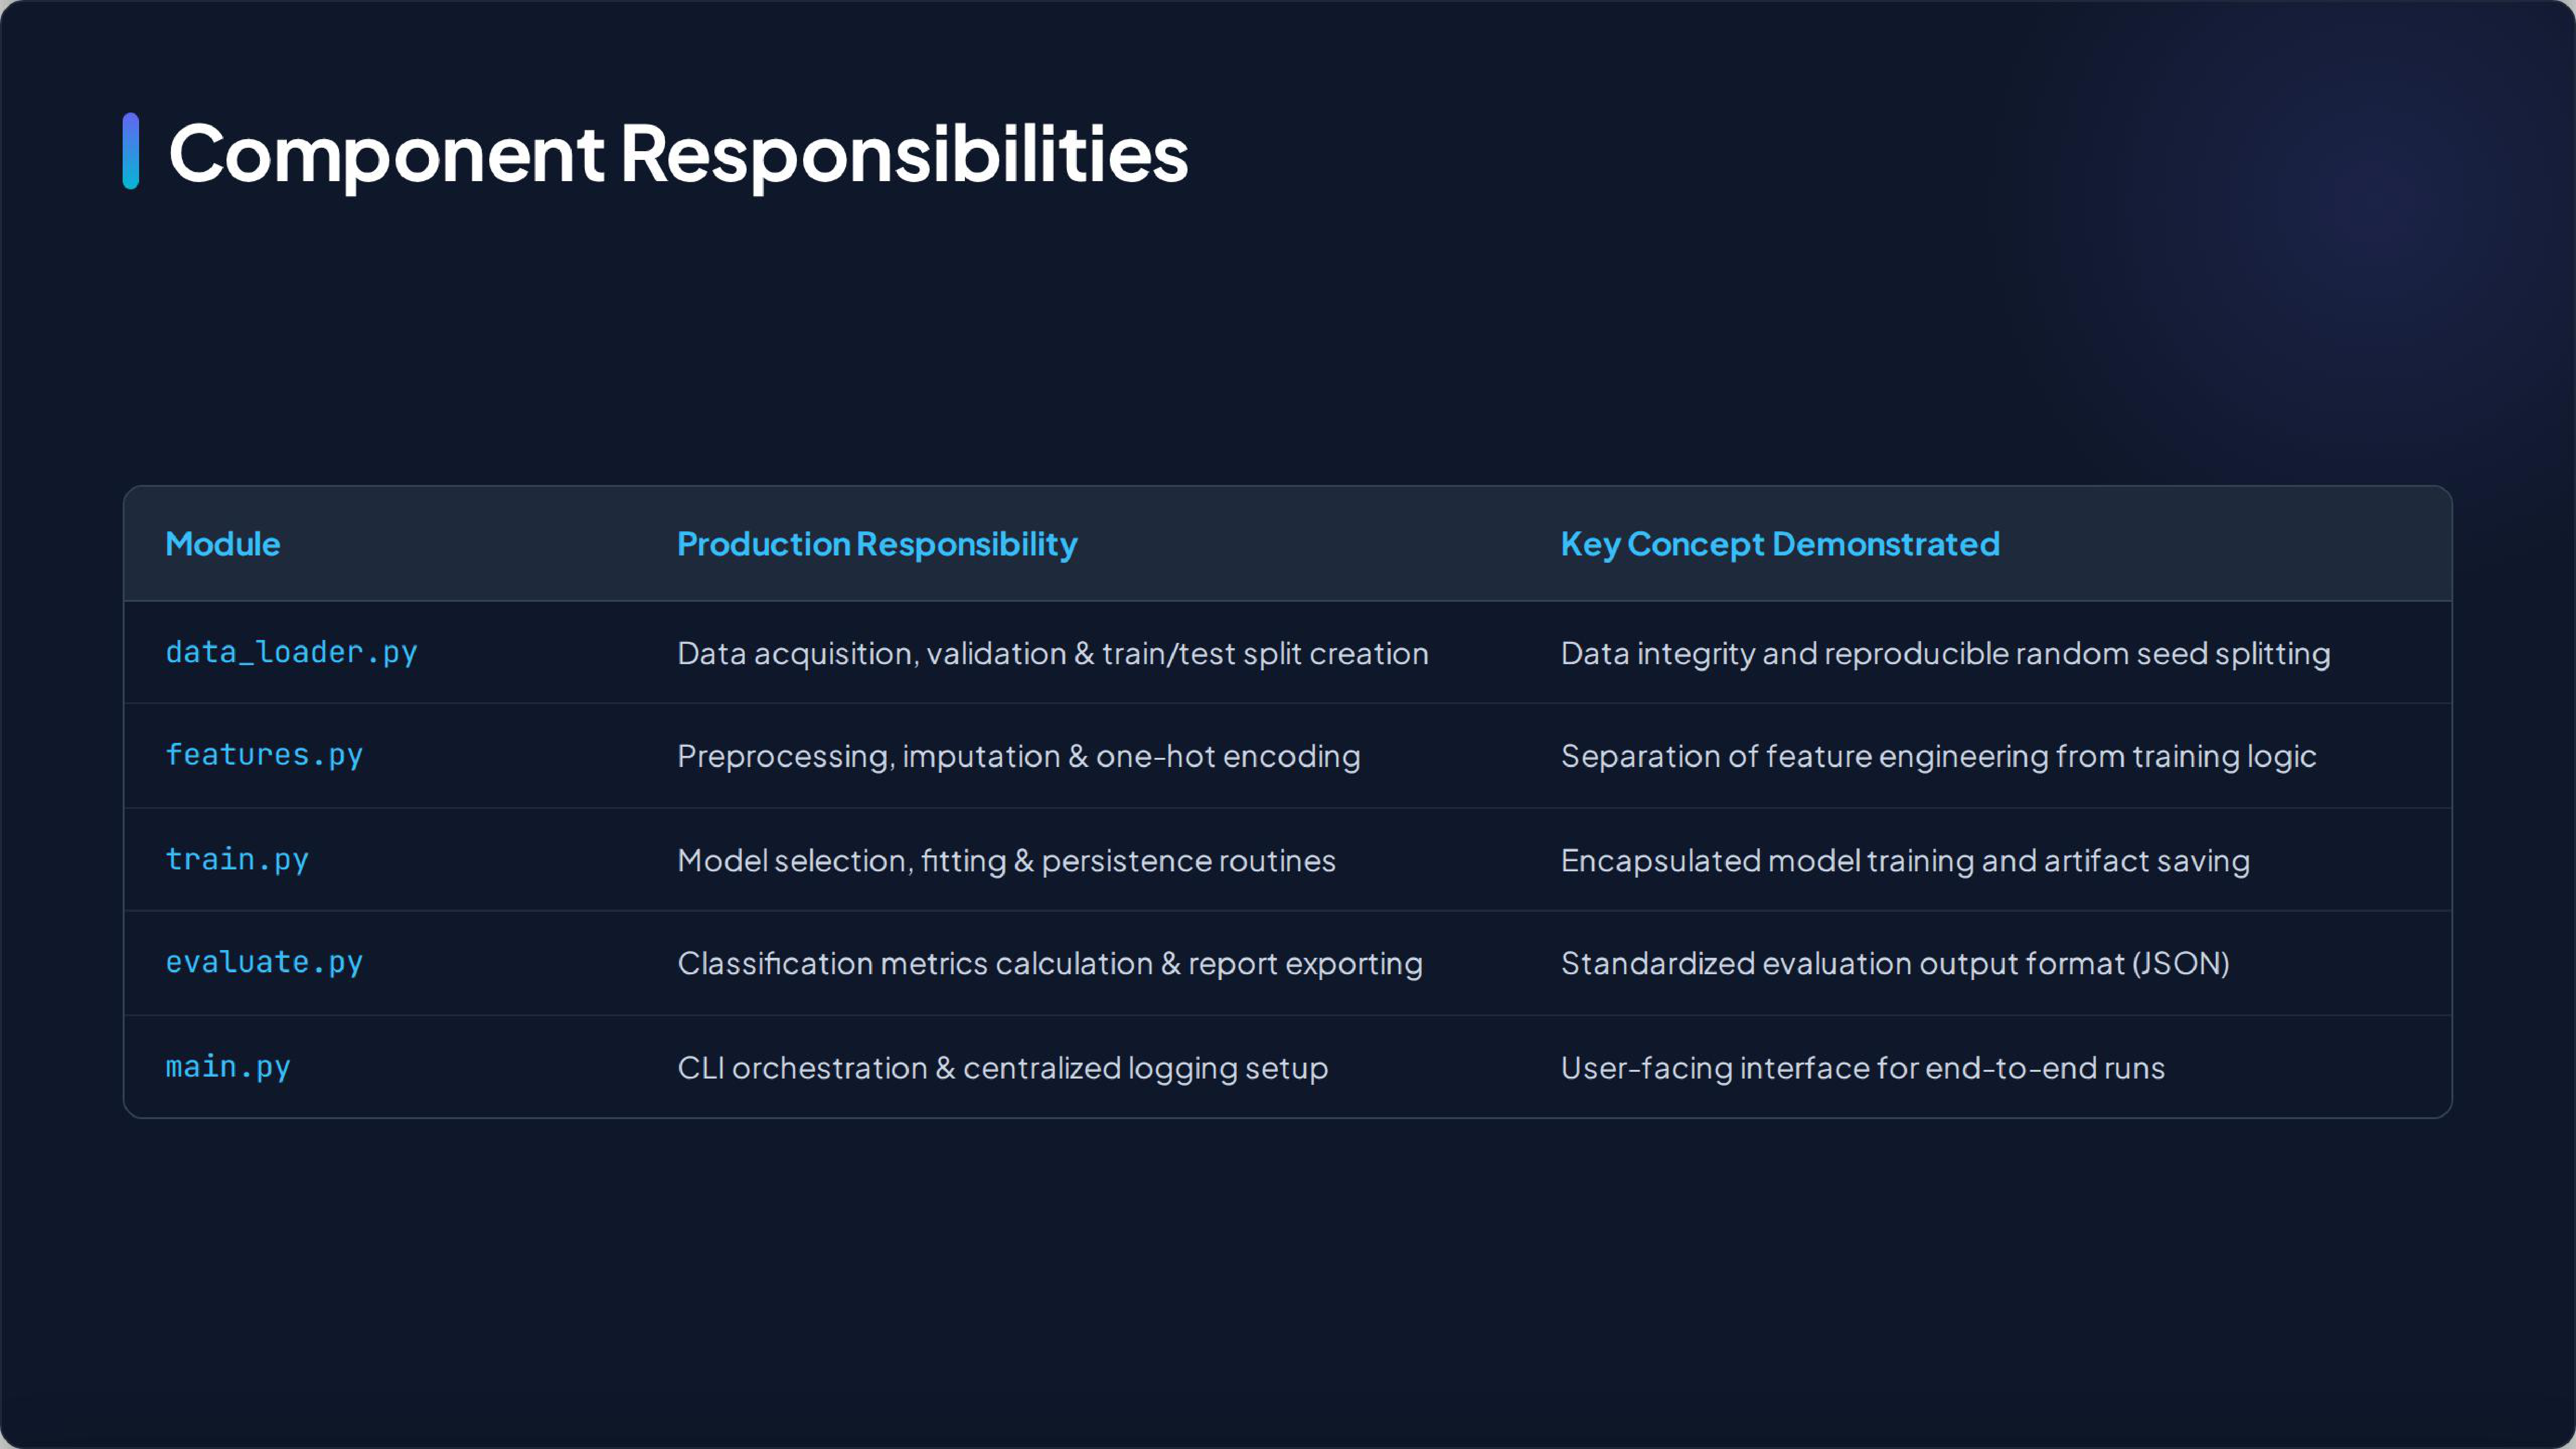 Component Responsibilities
Module Production Responsibility Key Concept Demonstrated
data_loader.py Data acquisition, validation & train/test split creation Data integrity and reproducible random seed splitting
features.py Preprocessing, imputation & one-hot encoding Separation of feature engineering from training logic
train.py Model selection, fitting & persistence routines Encapsulated model training and artifact saving
evaluate.py Classification metrics calculation & report exporting Standardized evaluation output format (JSON)
main.py CLI orchestration & centralized logging setup User-facing interface for end-to-end runs